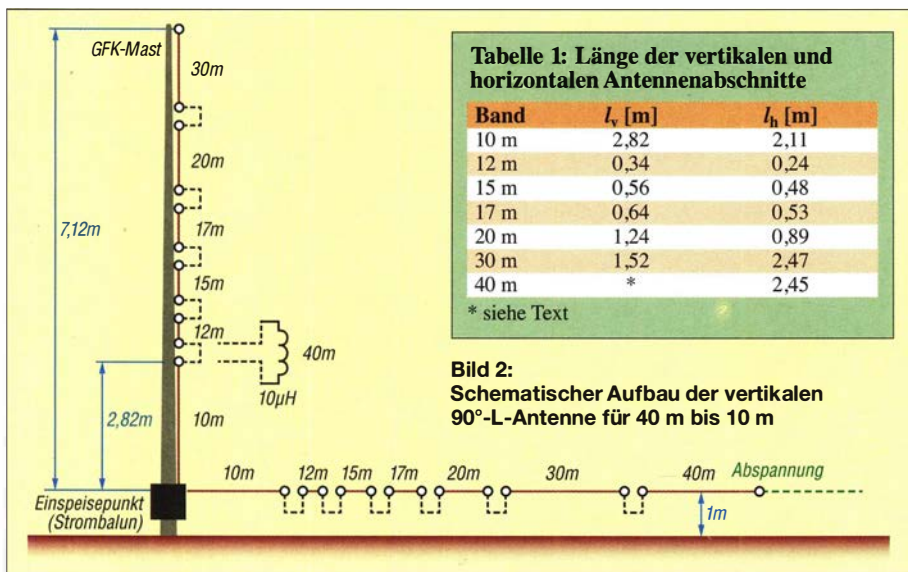 GFK-Mast
30m
20m
7,12m
17m
15m
12m
40m
10µH
2,82m
10m
Einspeisepunkt
(Strombalun)
10m 12m 15m 17m 20m 30m 40m Abspannung
1m
Tabelle 1: Länge der vertikalen und
horizontalen Antennenabschnitte
Band lv [m] lh [m]
10 m 2,82 2,11
12 m 0,34 0,24
15 m 0,56 0,48
17 m 0,64 0,53
20 m 1,24 0,89
30 m 1,52 2,47
40 m * 2,45
* siehe Text
Bild 2:
Schematischer Aufbau der vertikalen
90°-L-Antenne für 40 m bis 10 m